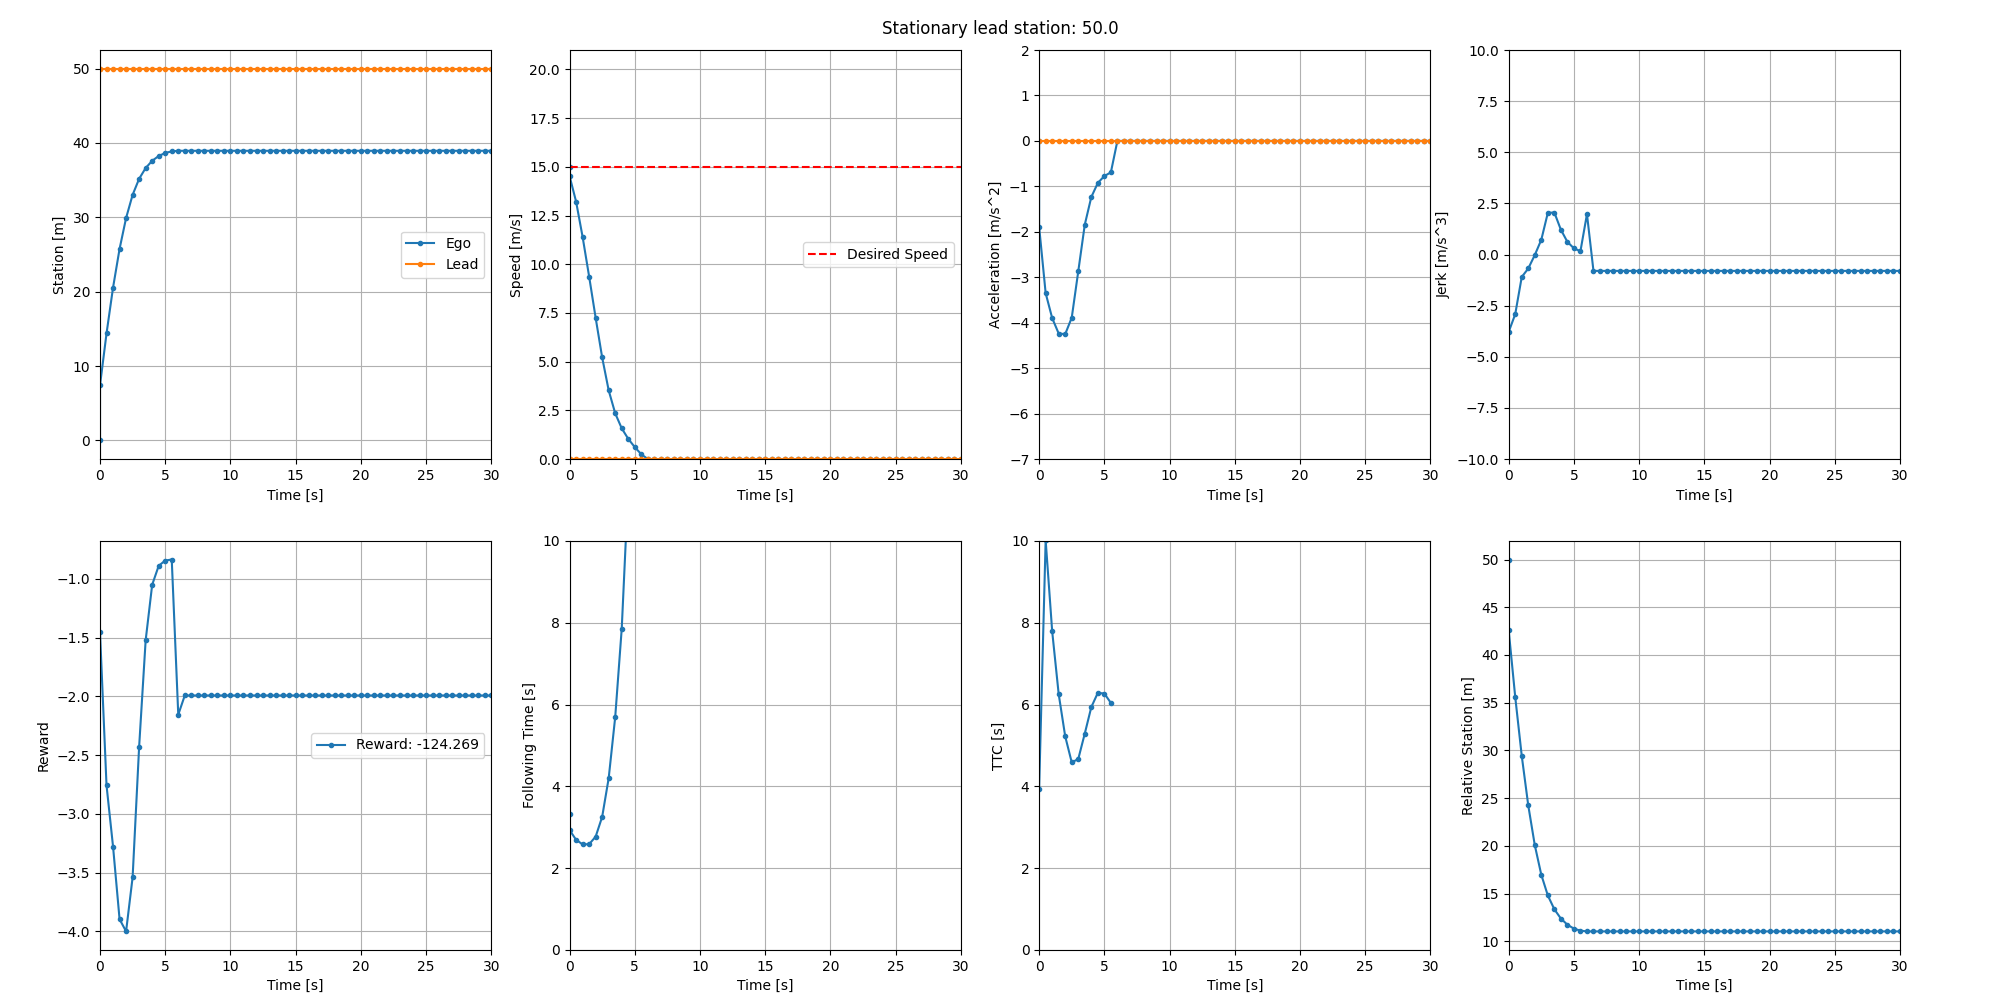 Stationary lead station: 50.0
Station [m]
50
40
30
20
10
0
Ego
Lead
0 5 10 15 20 25 30
Time [s]
Speed [m/s]
20.0
17.5
15.0
12.5
10.0
7.5
5.0
2.5
0.0
Desired Speed
0 5 10 15 20 25 30
Time [s]
Acceleration [m/s^2]
2
1
0
−1
−2
−3
−4
−5
−6
−7
0 5 10 15 20 25 30
Time [s]
Jerk [m/s^3]
10.0
7.5
5.0
2.5
0.0
−2.5
−5.0
−7.5
−10.0
0 5 10 15 20 25 30
Time [s]
Reward
−1.0
−1.5
−2.0
−2.5
−3.0
−3.5
−4.0
Reward: -124.269
0 5 10 15 20 25 30
Time [s]
Following Time [s]
10
8
6
4
2
0
0 5 10 15 20 25 30
Time [s]
TTC [s]
10
8
6
4
2
0
0 5 10 15 20 25 30
Time [s]
Relative Station [m]
50
45
40
35
30
25
20
15
10
0 5 10 15 20 25 30
Time [s]